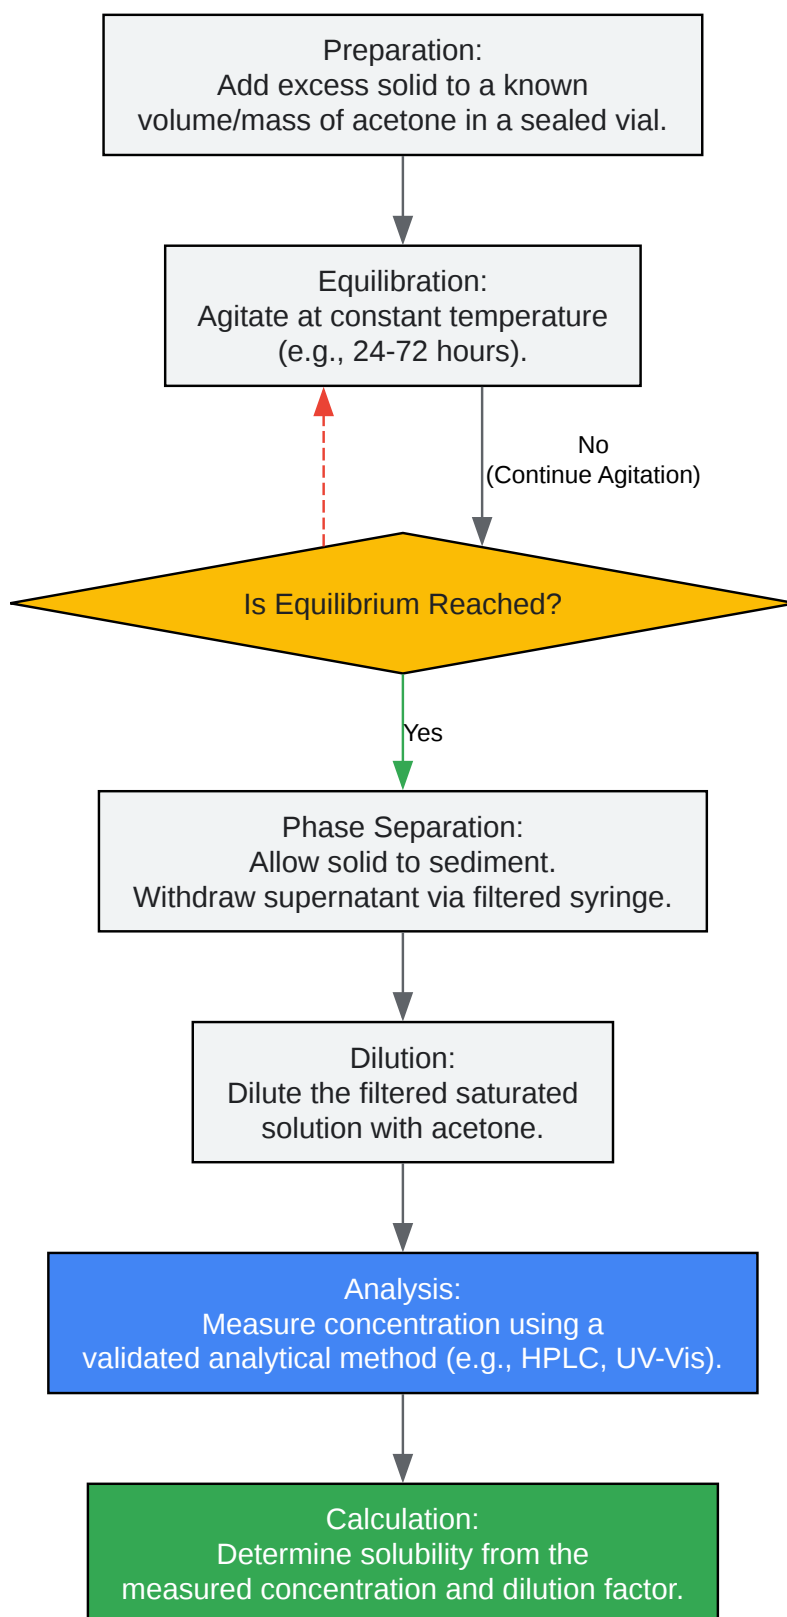 Preparation:
Add excess solid to a known
volume/mass of acetone in a sealed vial.
Equilibration:
Agitate at constant temperature
(e.g., 24-72 hours).
No
(Continue Agitation)
Is Equilibrium Reached?
Yes
Phase Separation:
Allow solid to sediment.
Withdraw supernatant via filtered syringe.
Dilution:
Dilute the filtered saturated
solution with acetone.
Analysis:
Measure concentration using a
validated analytical method (e.g., HPLC, UV-Vis).
Calculation:
Determine solubility from the
measured concentration and dilution factor.